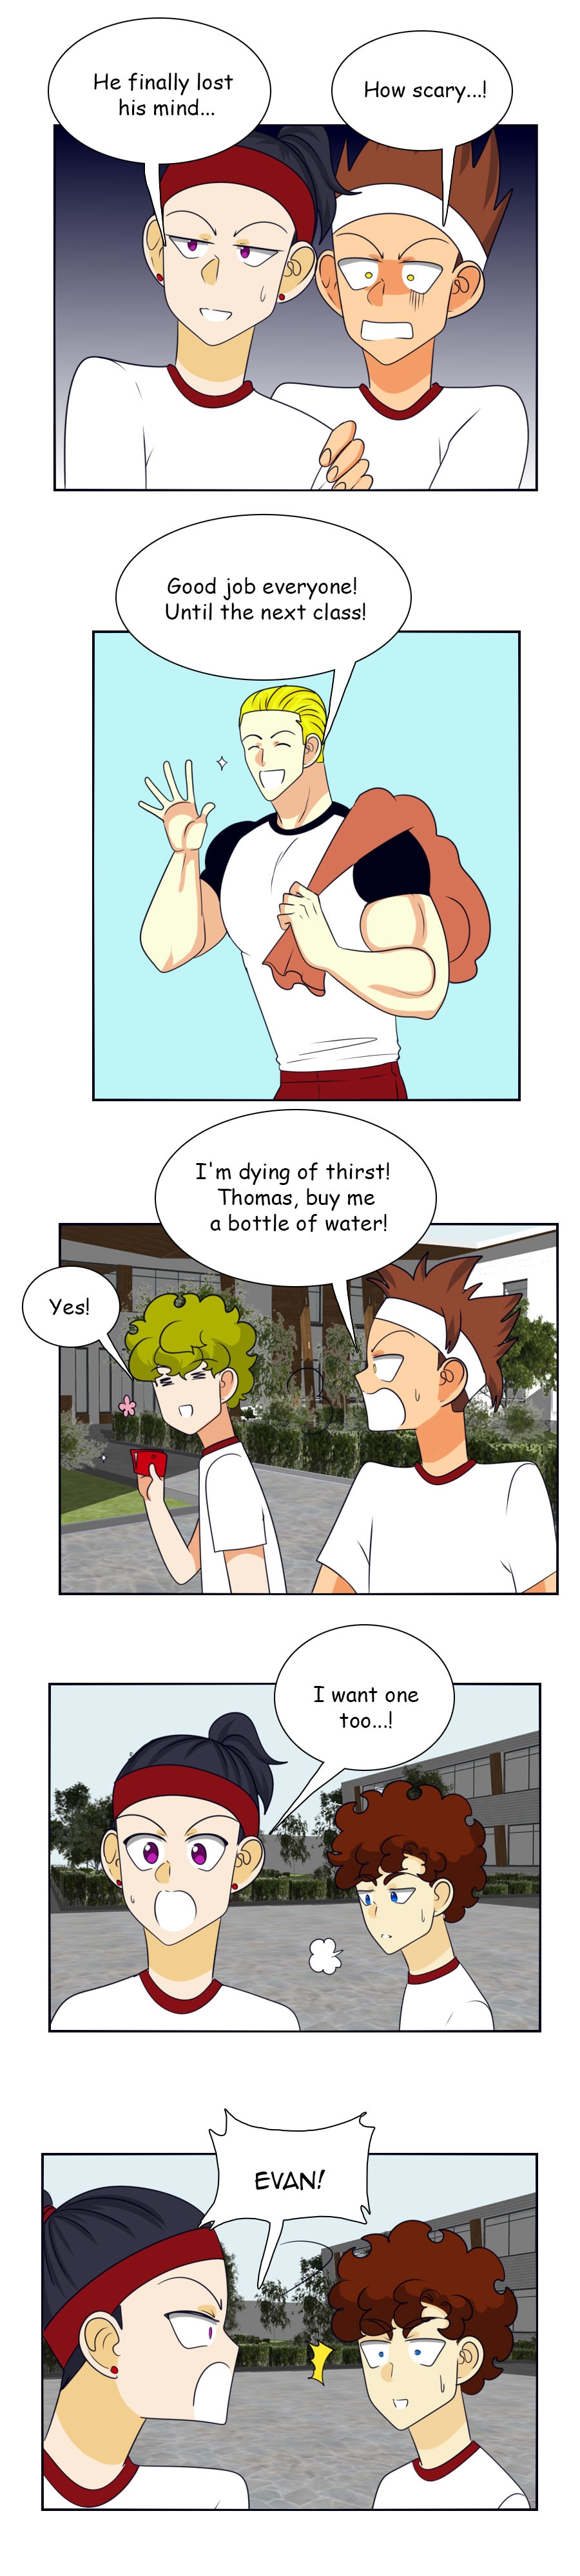 He finally lost
his mind...
How scary...!
Good job everyone!
Until the next class!
I'm dying of thirst!
Thomas, buy me
a bottle of water!
Yes!
I want one
too...!
EVAN!